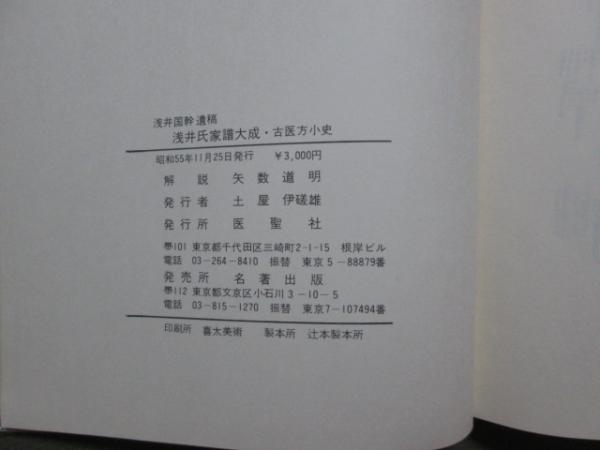 浅井国幹遺稿
浅井氏家譜大成・古医方小史
昭和55年11月25日発行 ￥3,000円
解説 矢数道明
発行者 土屋伊磋雄
発行所 医聖社
〠101 東京都千代田区三崎町2-1-15 根岸ビル
電話 03-264-8410 振替 東京5-88879番
発売所 名著出版
〠112 東京都文京区小石川3-10-5
電話 03-815-1270 振替 東京7-107494番
印刷所 喜太美術 製本所 辻本製本所